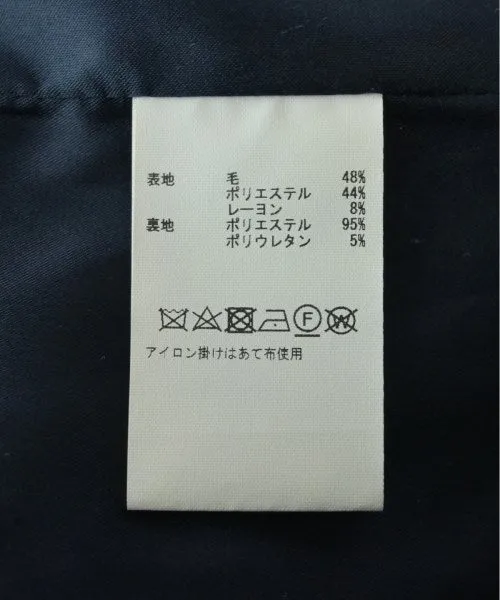 表地 毛 48%
ポリエステル 44%
レーヨン 8%
裏地 ポリエステル 95%
ポリウレタン 5%
F W
アイロン掛けはあて布使用